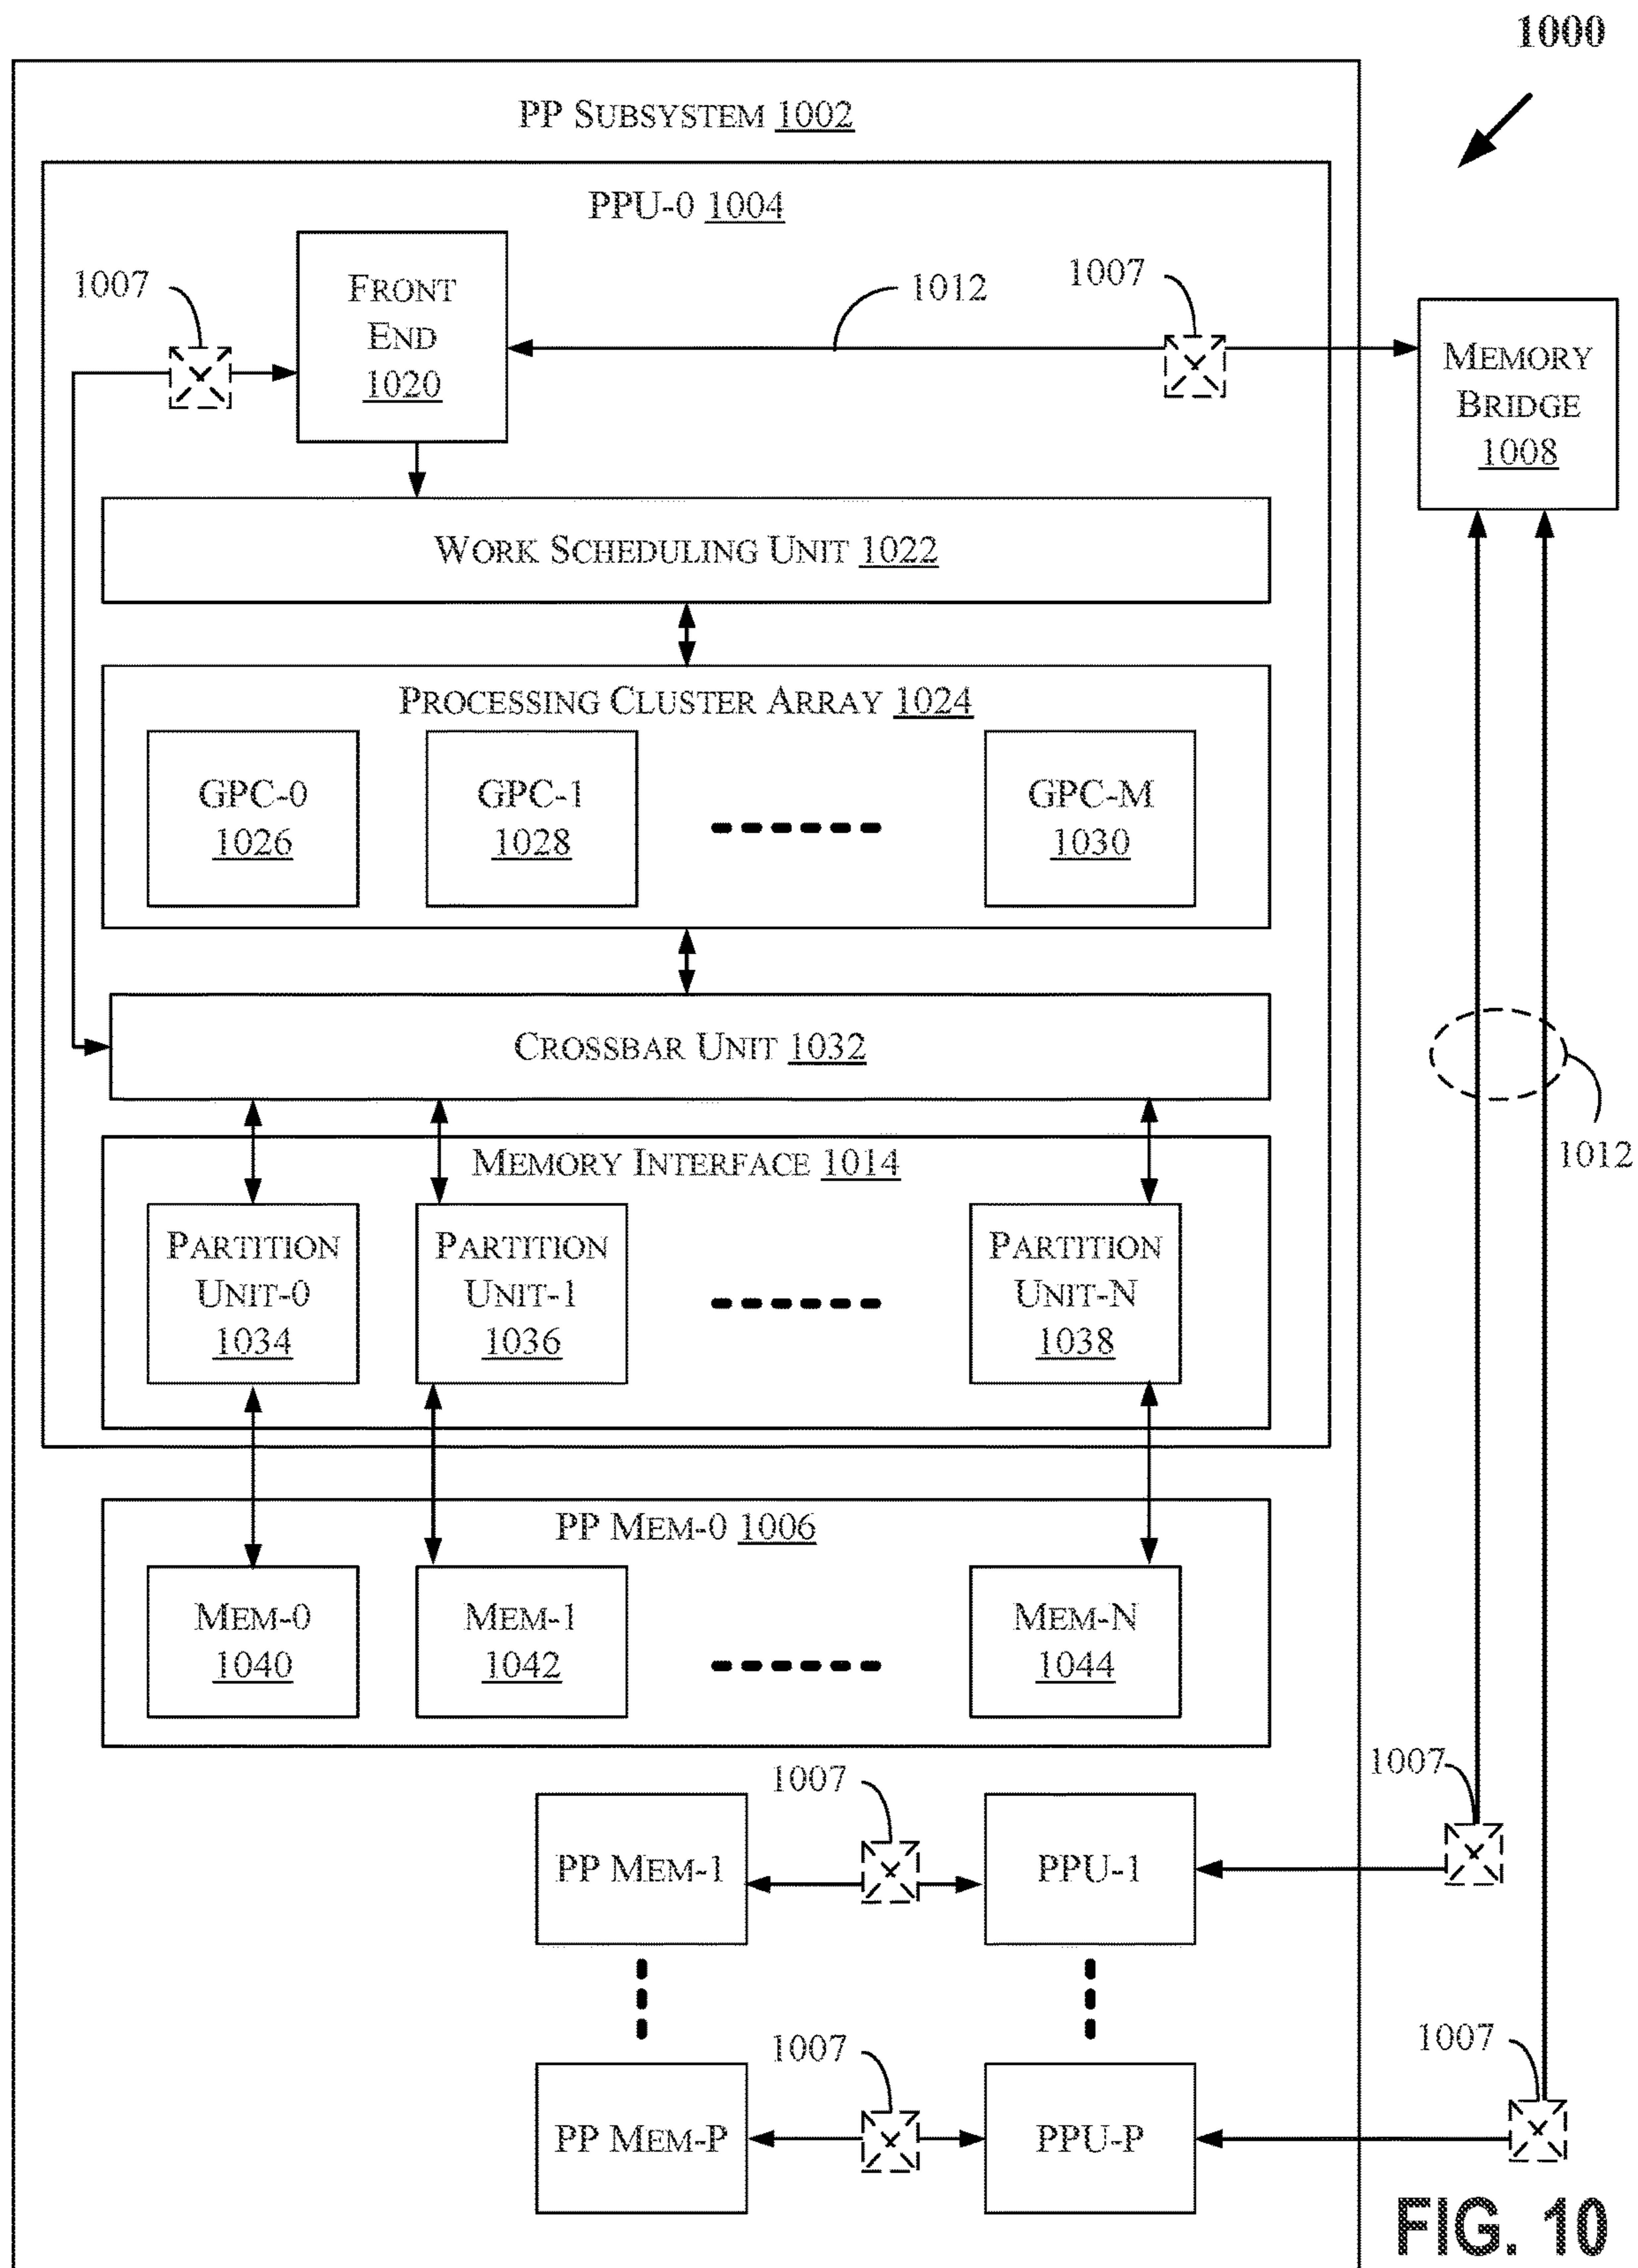 1000
PP SUBSYSTEM 1002
PPU-0 1004
1007
FRONT
END
1020
1012
1007
MEMORY
BRIDGE
1008
WORK SCHEDULING UNIT 1022
PROCESSING CLUSTER ARRAY 1024
GPC-0
1026
GPC-1
1028
GPC-M
1030
CROSSBAR UNIT 1032
1012
MEMORY INTERFACE 1014
PARTITION
UNIT-0
1034
PARTITION
UNIT-1
1036
PARTITION
UNIT-N
1038
PP MEM-0 1006
MEM-0
1040
MEM-1
1042
MEM-N
1044
1007
1007
PP MEM-1
PPU-1
1007
1007
PP MEM-P
PPU-P
FIG. 10